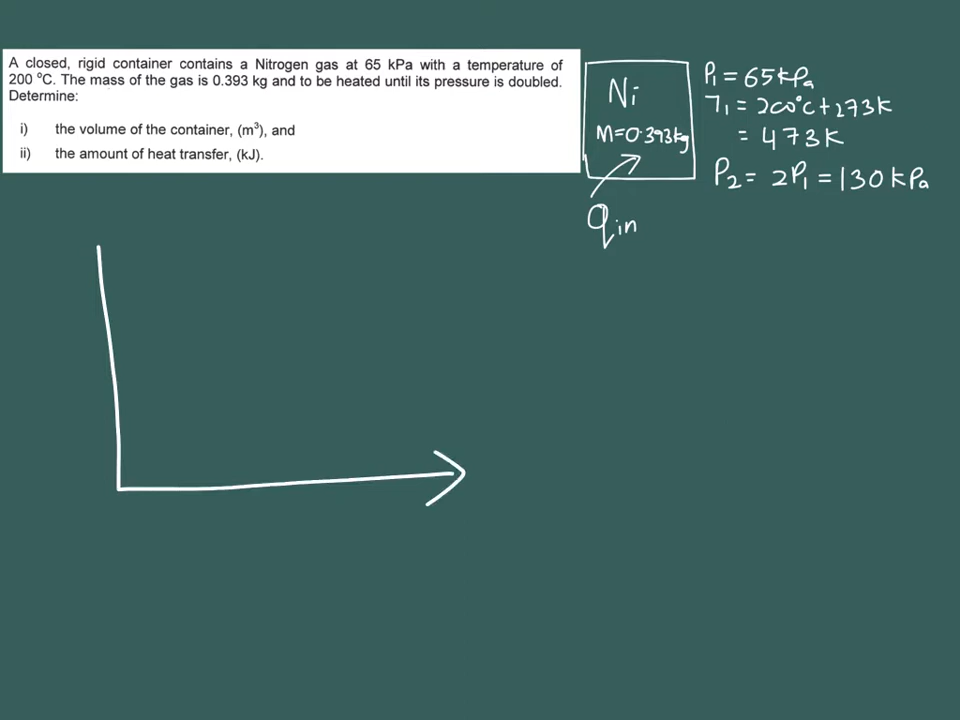 A closed, rigid container contains a Nitrogen gas at 65 kPa with a temperature of
200 °C. The mass of the gas is 0.393 kg and to be heated until its pressure is doubled.
Determine:
i) the volume of the container, (m³), and
ii) the amount of heat transfer, (kJ).
Ni
M=0.393kg
qin
P₁ = 65kPa
T₁ = 200°C+273K
= 473K
P₂ = 2P₁ = 130kPa